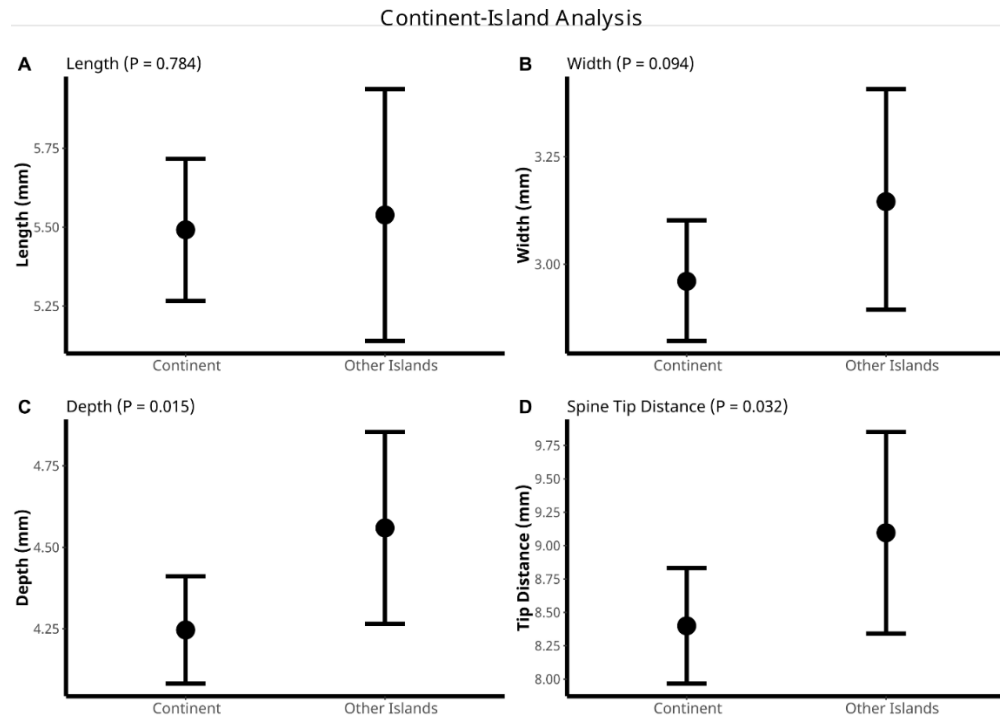 Continent-Island Analysis
A Length (P = 0.784)
Length (mm)
5.75
5.50
5.25
Continent Other Islands
B Width (P = 0.094)
Width (mm)
3.25
3.00
Continent Other Islands
C Depth (P = 0.015)
Depth (mm)
4.75
4.50
4.25
Continent Other Islands
D Spine Tip Distance (P = 0.032)
Tip Distance (mm)
9.75
9.50
9.25
9.00
8.75
8.50
8.25
8.00
Continent Other Islands